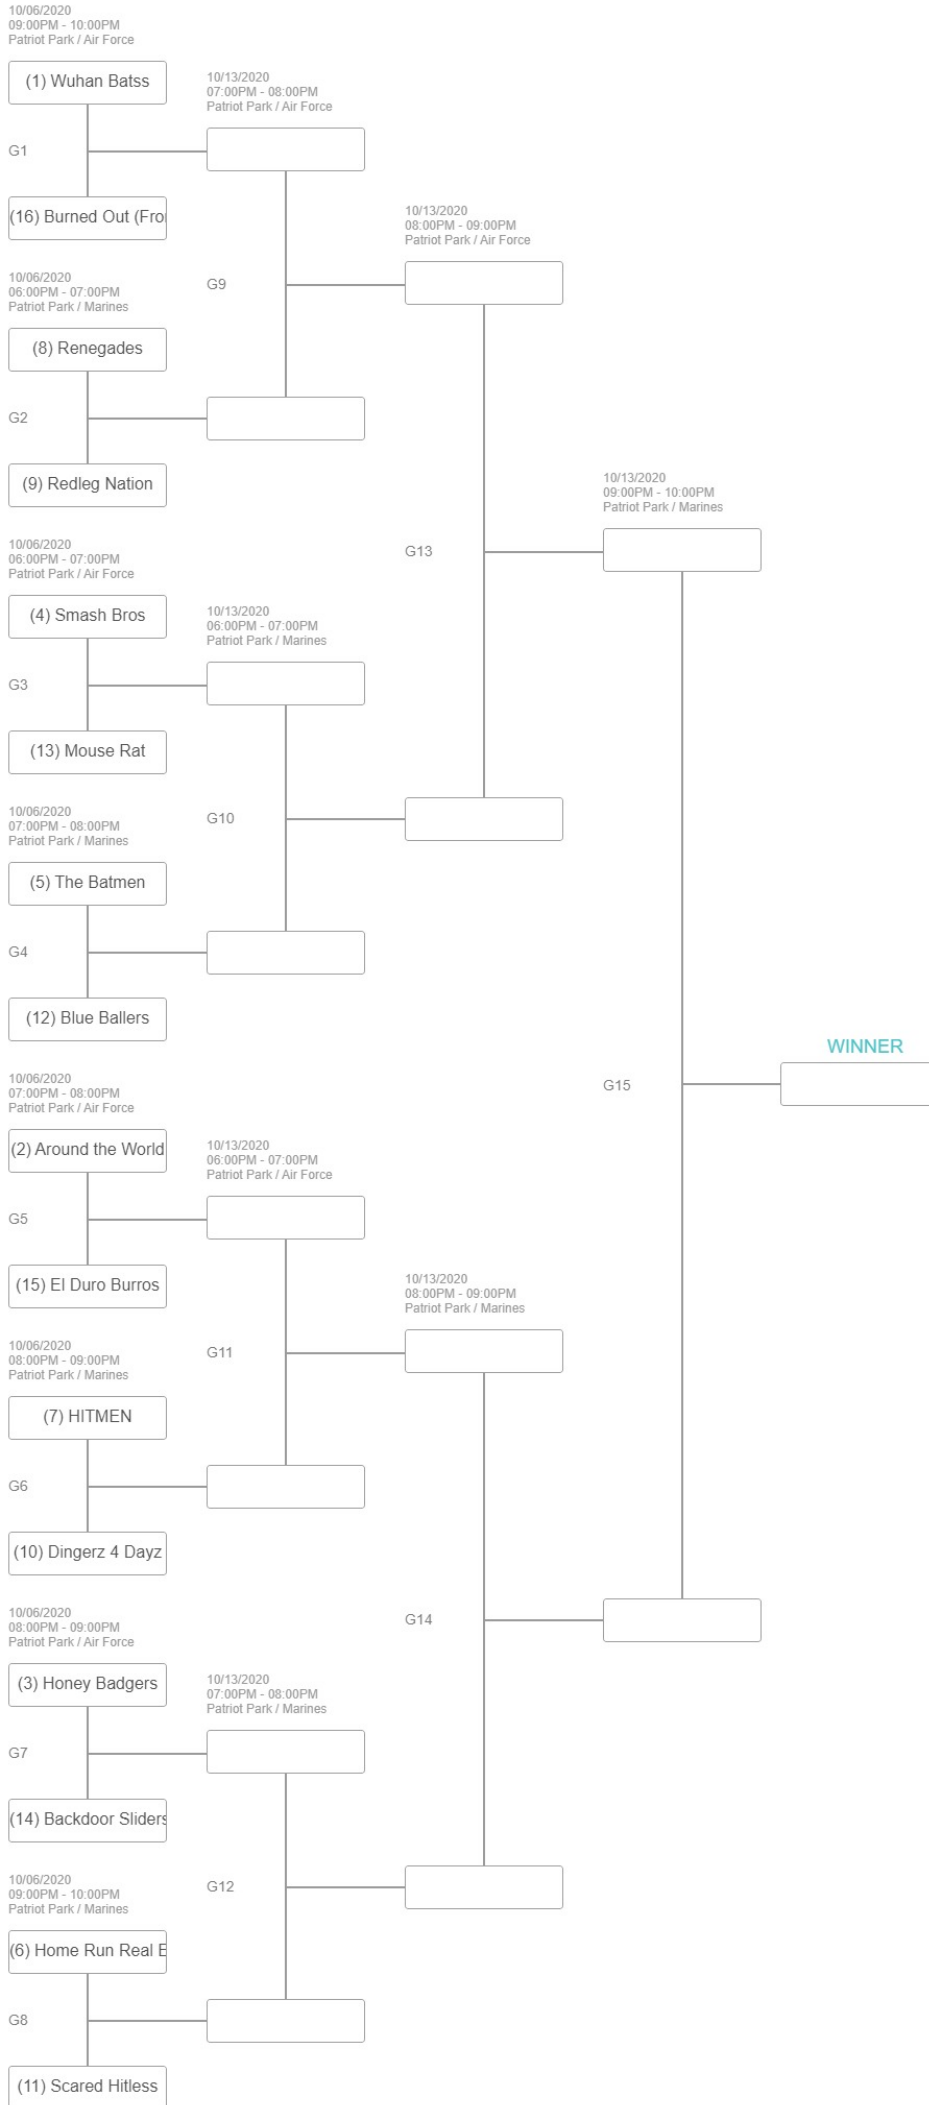 10/06/2020
09:00PM - 10:00PM
Patriot Park / Air Force
(1) Wuhan Batss
G1
(16) Burned Out (Fro
10/06/2020
06:00PM - 07:00PM
Patriot Park / Marines
(8) Renegades
G2
(9) Redleg Nation
10/06/2020
06:00PM - 07:00PM
Patriot Park / Air Force
(4) Smash Bros
G3
(13) Mouse Rat
10/06/2020
07:00PM - 08:00PM
Patriot Park / Marines
(5) The Batmen
G4
(12) Blue Ballers
10/06/2020
07:00PM - 08:00PM
Patriot Park / Air Force
(2) Around the World
G5
(15) El Duro Burros
10/06/2020
08:00PM - 09:00PM
Patriot Park / Marines
(7) HITMEN
G6
(10) Dingerz 4 Dayz
10/06/2020
08:00PM - 09:00PM
Patriot Park / Air Force
(3) Honey Badgers
G7
(14) Backdoor Sliders
10/06/2020
09:00PM - 10:00PM
Patriot Park / Marines
(6) Home Run Real E
G8
(11) Scared Hitless
10/13/2020
07:00PM - 08:00PM
Patriot Park / Air Force
G9
10/13/2020
06:00PM - 07:00PM
Patriot Park / Marines
G10
10/13/2020
06:00PM - 07:00PM
Patriot Park / Air Force
G11
10/13/2020
07:00PM - 08:00PM
Patriot Park / Marines
G12
10/13/2020
08:00PM - 09:00PM
Patriot Park / Air Force
G13
10/13/2020
08:00PM - 09:00PM
Patriot Park / Marines
G14
10/13/2020
09:00PM - 10:00PM
Patriot Park / Marines
G15
WINNER